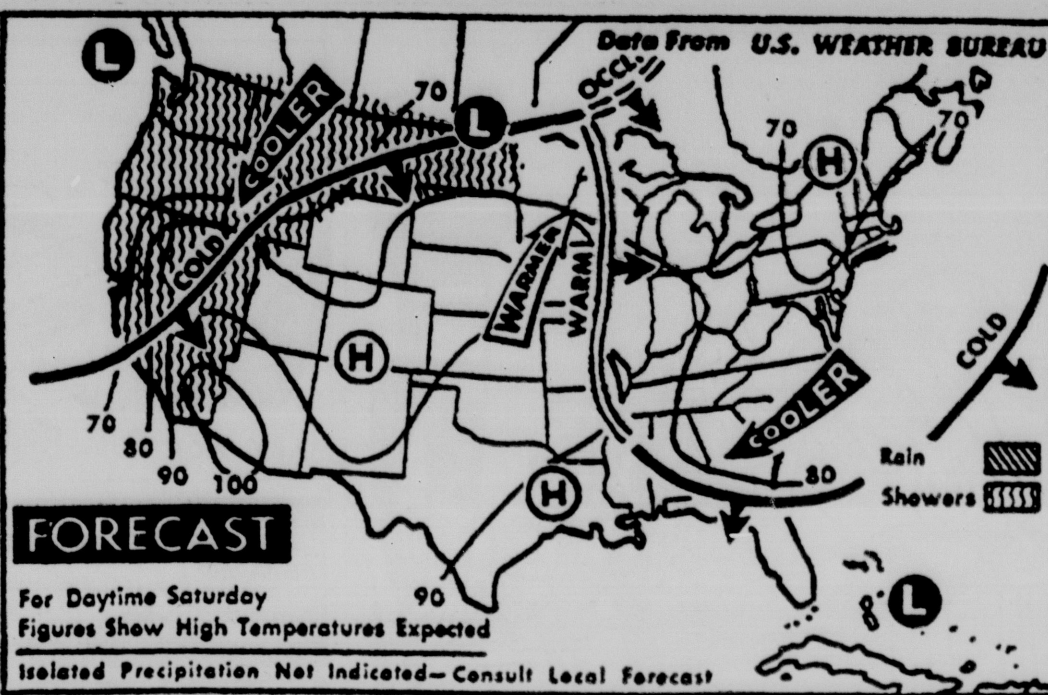 Data From U.S. WEATHER BUREAU
L
OCCL.
COOLER
70
L
70
70
H
COLD
WARMER
WARM
H
COLD
COOLER
70
80
90
100
H
80
Rain
Showers
FORECAST
For Daytime Saturday
Figures Show High Temperatures Expected
90
L
Isolated Precipitation Not Indicated—Consult Local Forecast